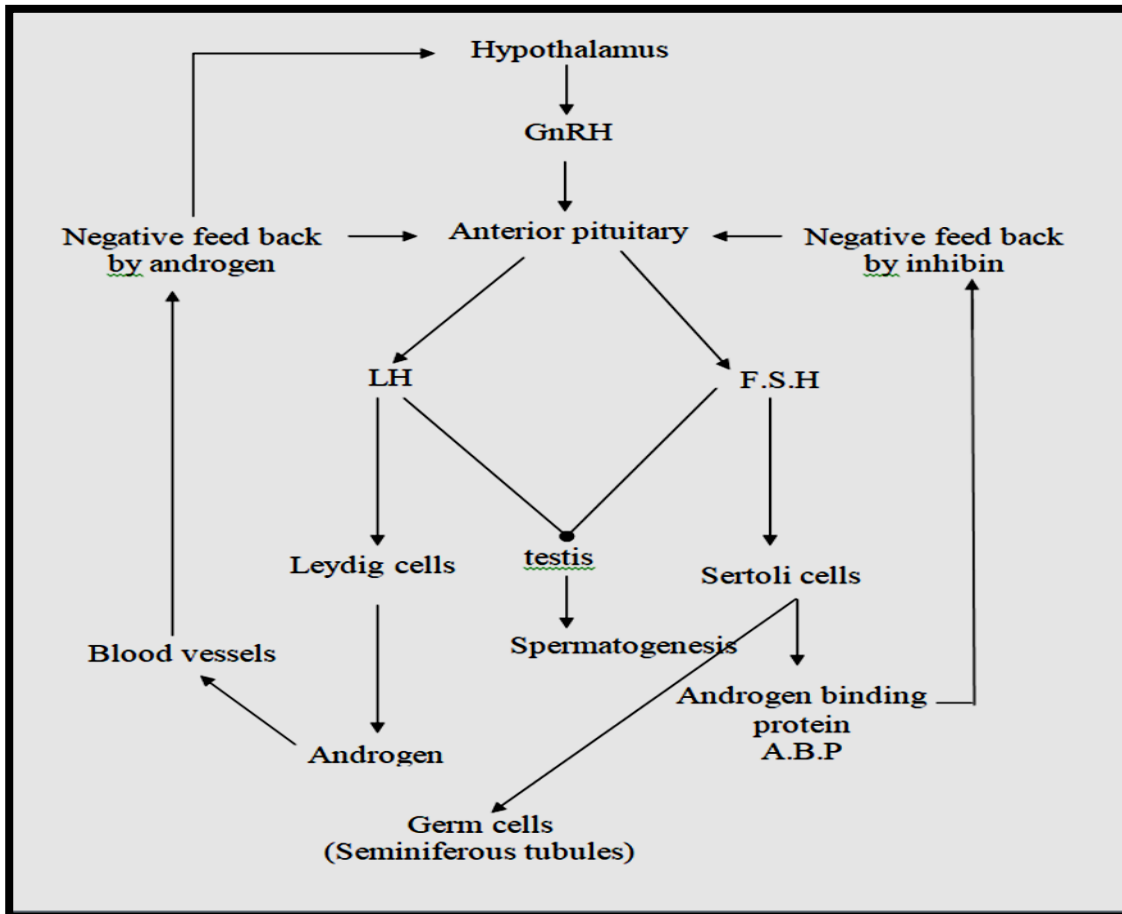 Hypothalamus
GnRH
Negative feed back
by androgen
Anterior pituitary
Negative feed back
by inhibin
LH
F.S.H
Leydig cells
testis
Sertoli cells
Blood vessels
Spermatogenesis
Androgen binding
protein
A.B.P
Androgen
Germ cells
(Seminiferous tubules)